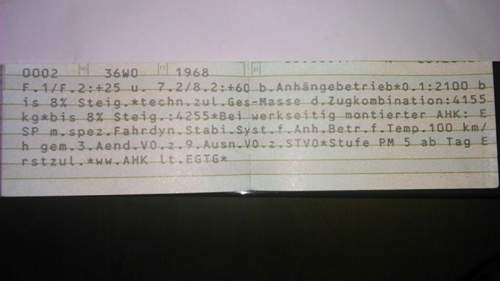 0002 36W0 1968
F.1/F.2:+25 u. 7.2/8.2:+60 b.Anhängebetrieb*O.1:2100 b
is 8% Steig.*techn.zul.Ges-Masse d.Zugkombination:4155
kg*bis 8% Steig.:4255*Bei werkseitig montierter AHK: E
SP m.spez.Fahrdyn.Stabi.Syst.f.Anh.Betr.f.Temp.100 km/
h gem.3.Aend.VO.z.9.Ausn.VO.z.STVO*Stufe PM 5 ab Tag E
rstzul.*ww.AHK lt.EGTG*